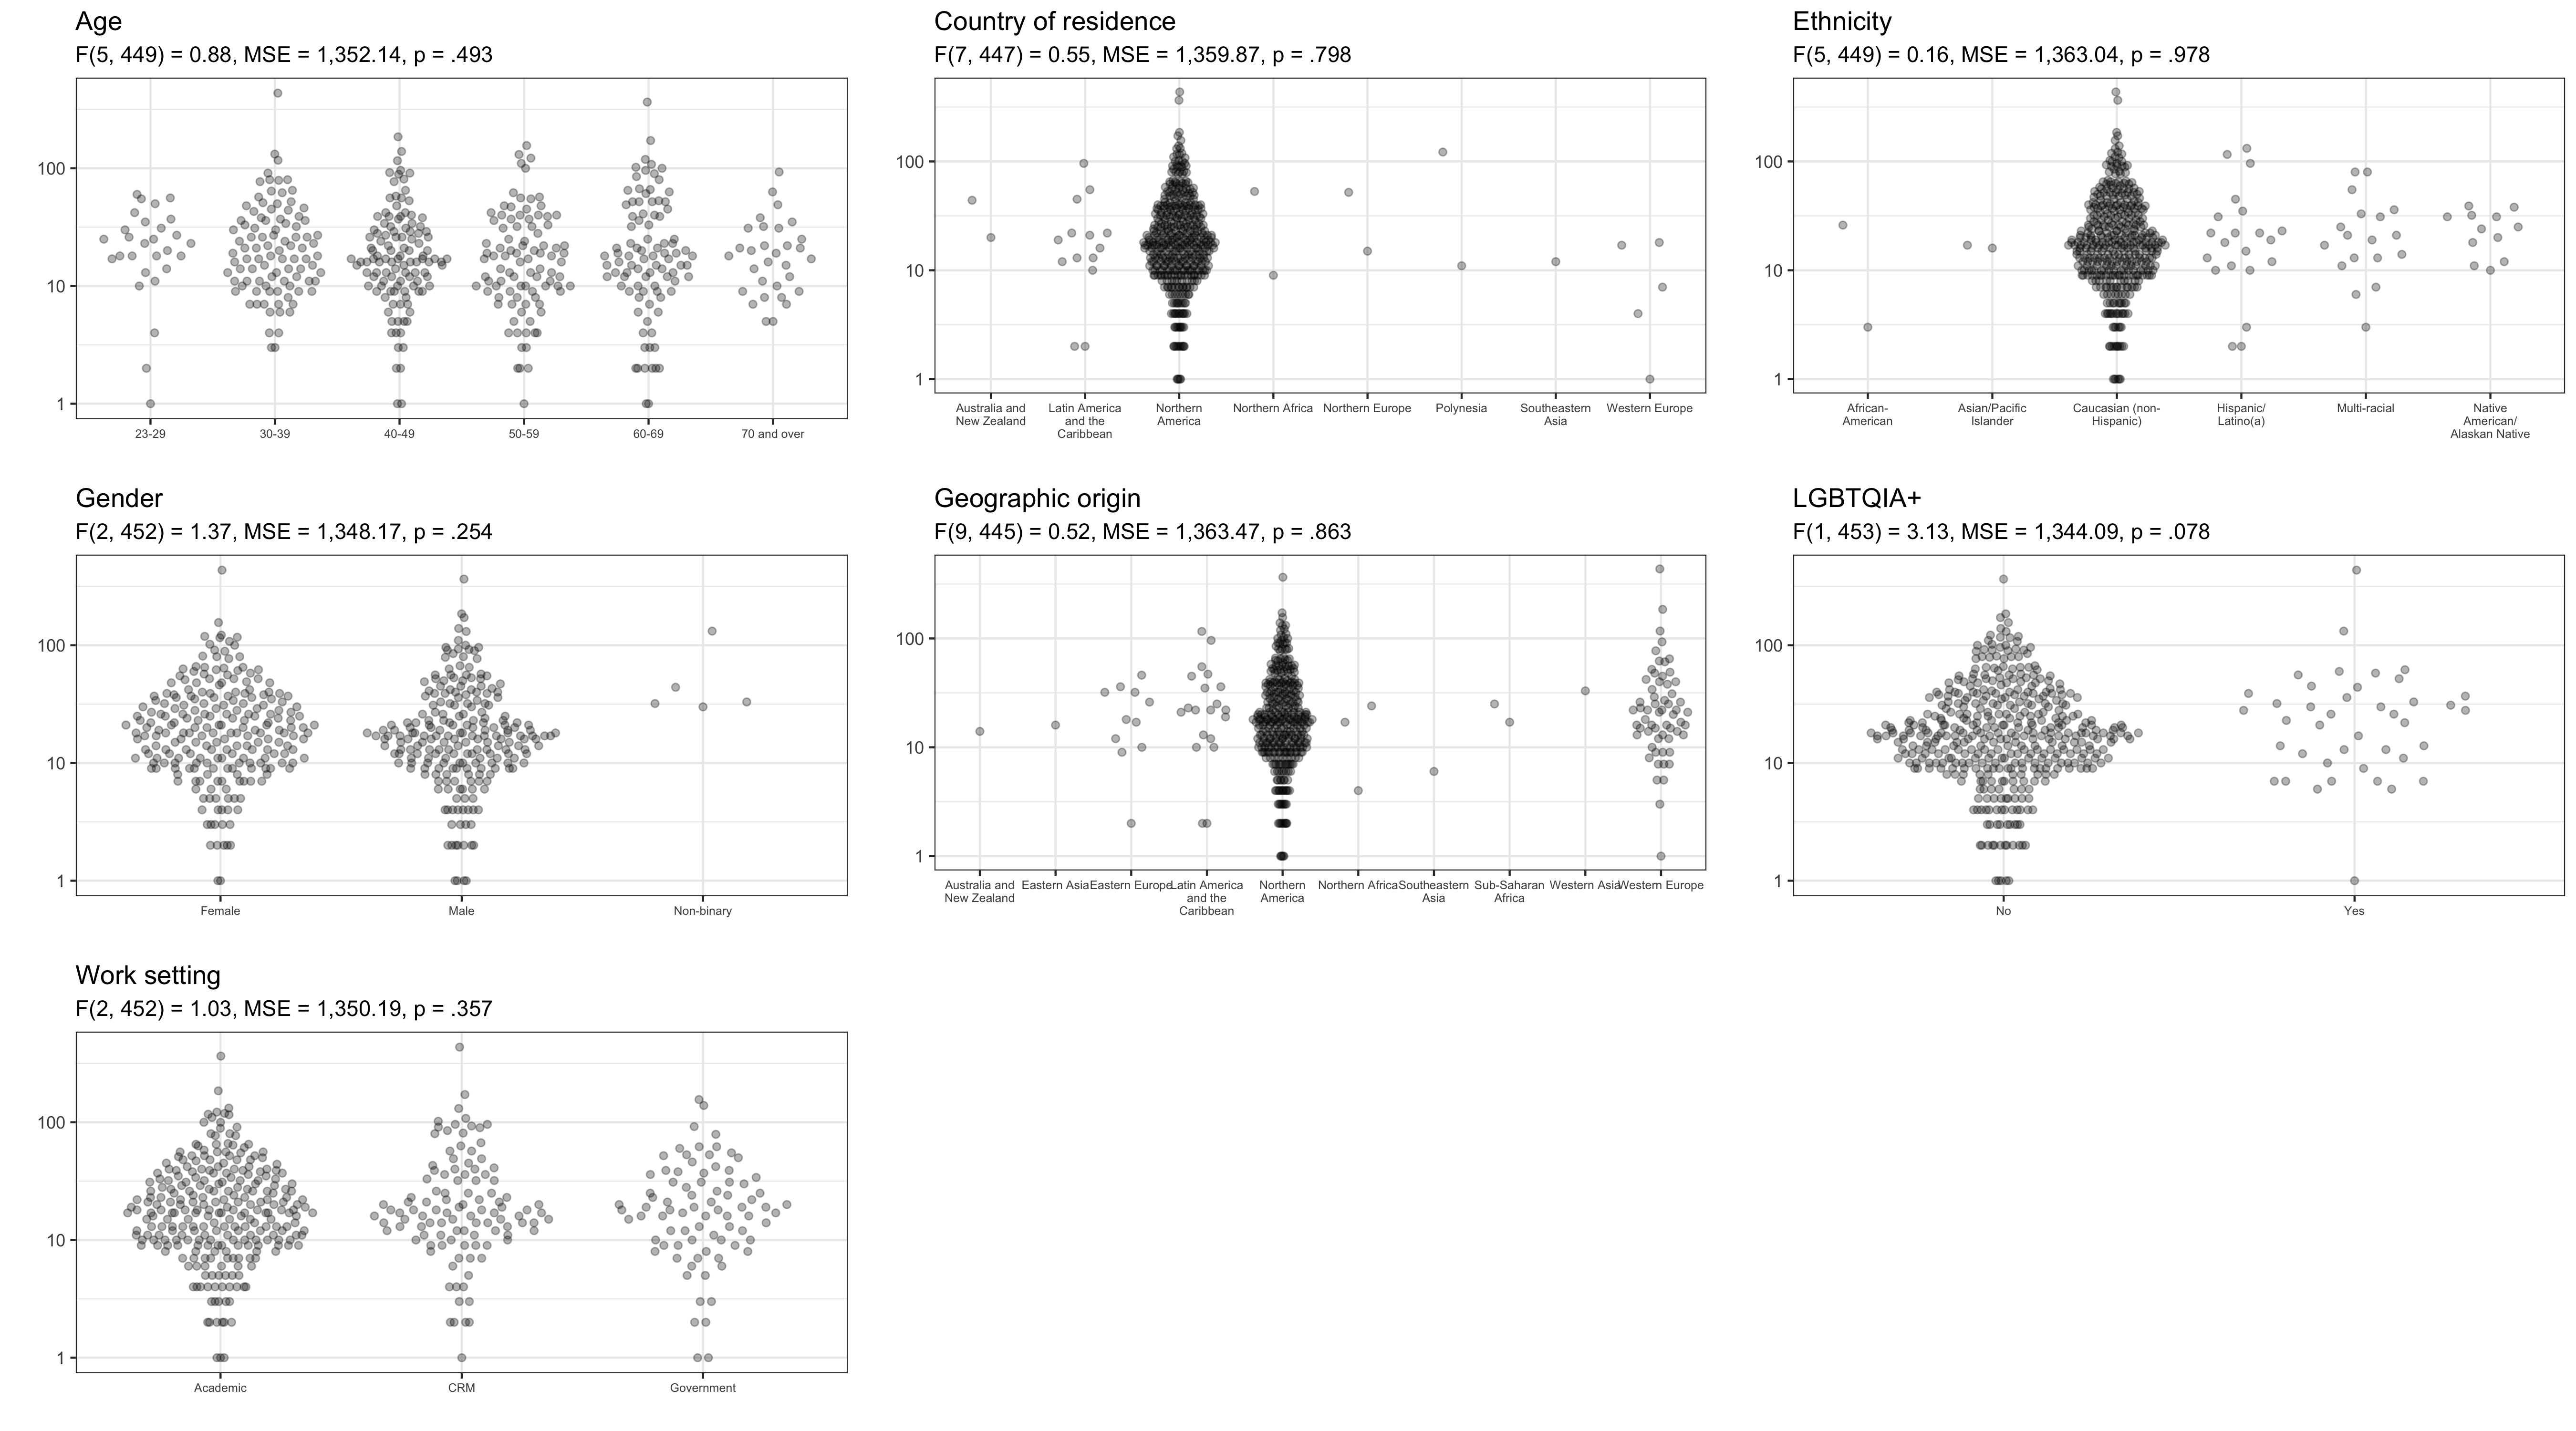 Age
F(5, 449) = 0.88, MSE = 1,352.14, p = .493
100
10
1
23-29 30-39 40-49 50-59 60-69 70 and over
Country of residence
F(7, 447) = 0.55, MSE = 1,359.87, p = .798
100
10
1
Australia and Latin America Northern Northern Africa Northern Europe Polynesia Southeastern Western Europe
New Zealand and the America Asia
Caribbean
Ethnicity
F(5, 449) = 0.16, MSE = 1,363.04, p = .978
100
10
1
African- Asian/Pacific Caucasian (non- Hispanic/ Multi-racial Native
American Islander Hispanic) Latino(a) American/
Alaskan Native
Gender
F(2, 452) = 1.37, MSE = 1,348.17, p = .254
100
10
1
Female Male Non-binary
Geographic origin
F(9, 445) = 0.52, MSE = 1,363.47, p = .863
100
10
1
Australia and Eastern Asia Eastern Europe Latin America Northern Northern Africa Southeastern Sub-Saharan Western Asia Western Europe
New Zealand and the America Asia Africa
Caribbean
LGBTQIA+
F(1, 453) = 3.13, MSE = 1,344.09, p = .078
100
10
1
No Yes
Work setting
F(2, 452) = 1.03, MSE = 1,350.19, p = .357
100
10
1
Academic CRM Government